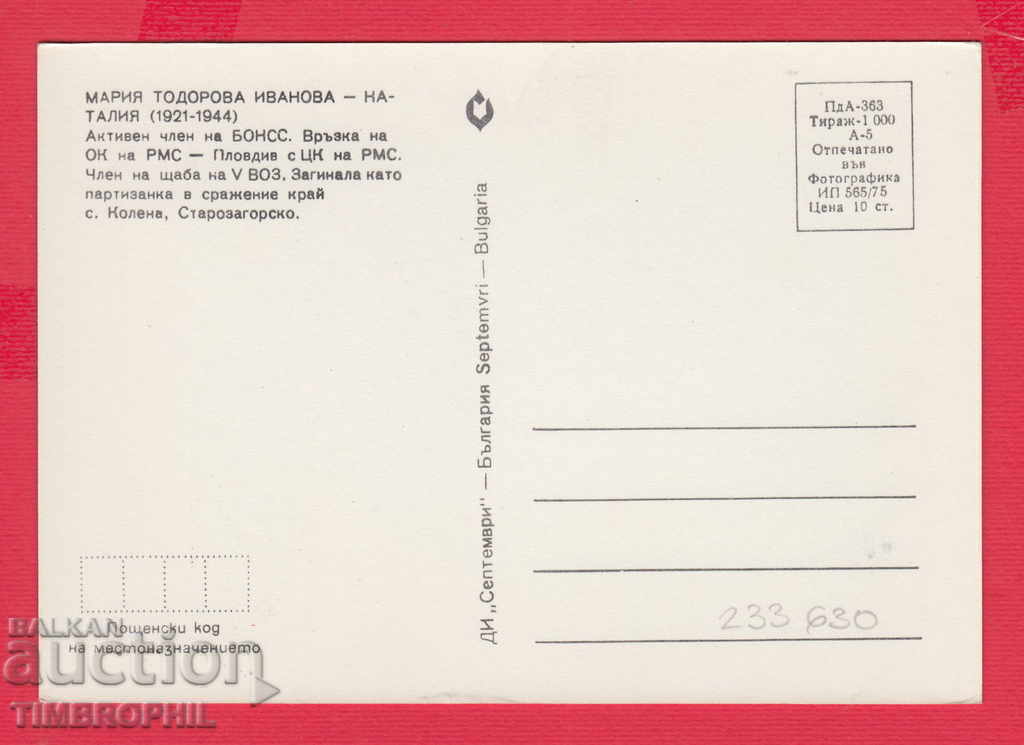 МАРИЯ ТОДОРОВА ИВАНОВА — НА-
ТАЛИЯ (1921-1944)
Активен член на БОНСС. Връзка на
ОК на РМС — Пловдив с ЦК на РМС.
Член на щаба на V ВОЗ. Загинала като
партизанка в сражение край
с. Колена, Старозагорско.
ПдА-363
Тираж-1 000
А-5
Отпечатано
във
Фотографика
ИП 565/75
Цена 10 ст.
ДИ „Септември" — България Septemvri — Bulgaria
233 630
Пощенски код
на местоназначението
BALKAN
auction
TIMBROPHIL